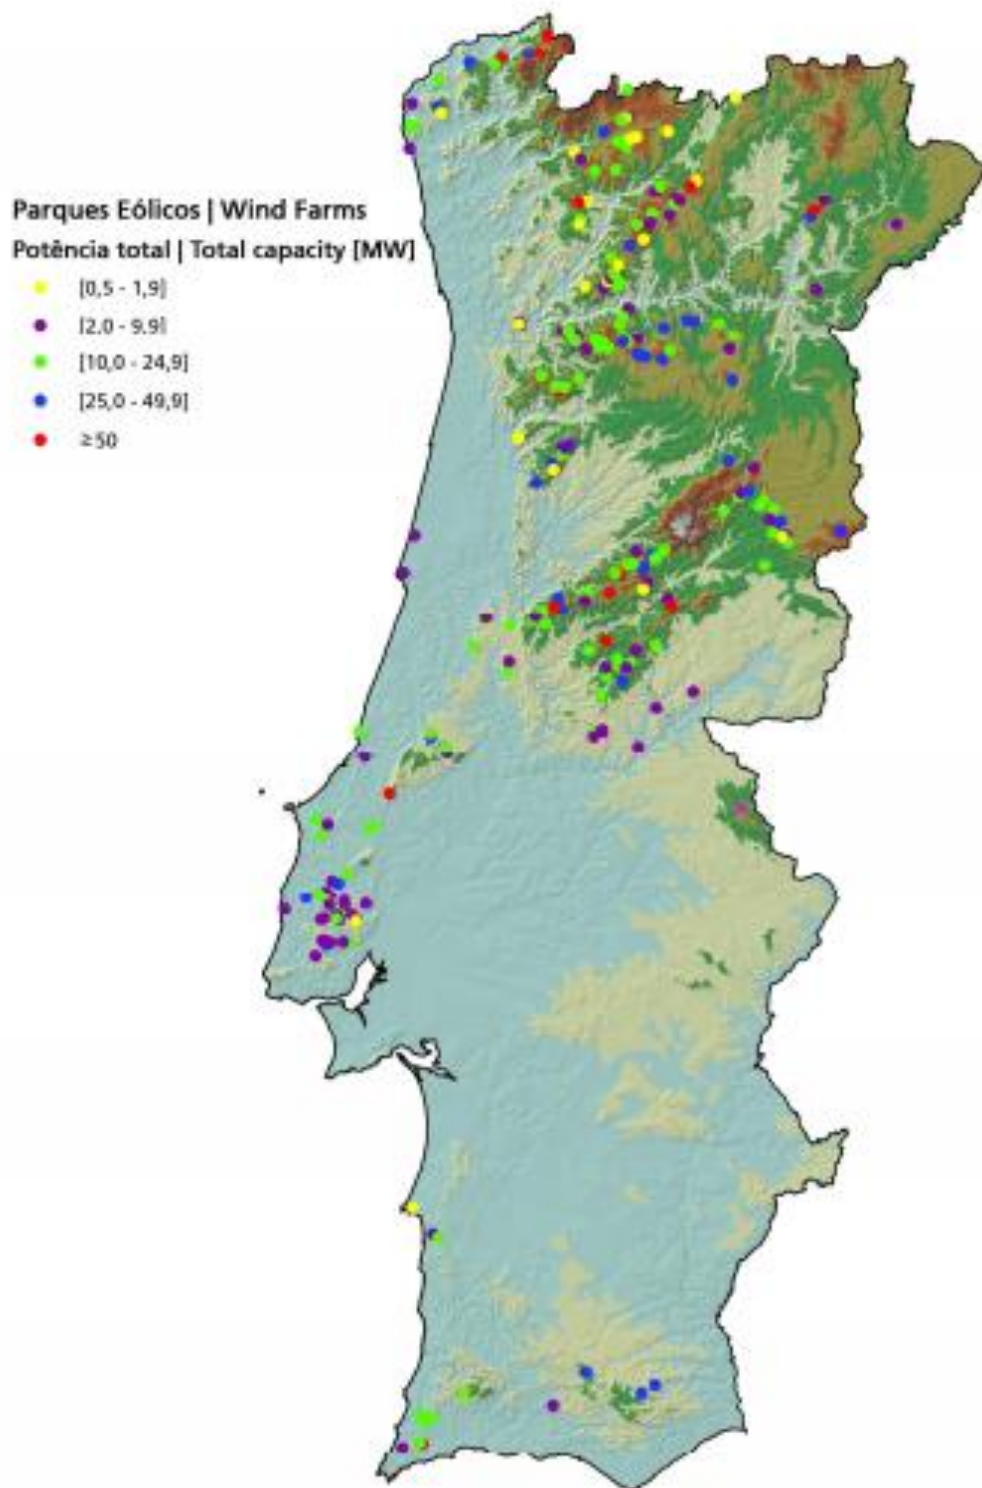 Parques Eólicos | Wind Farms
Potência total | Total capacity [MW]
[0,5 - 1,9]
[2,0 - 9,9]
[10,0 - 24,9]
[25,0 - 49,9]
≥50